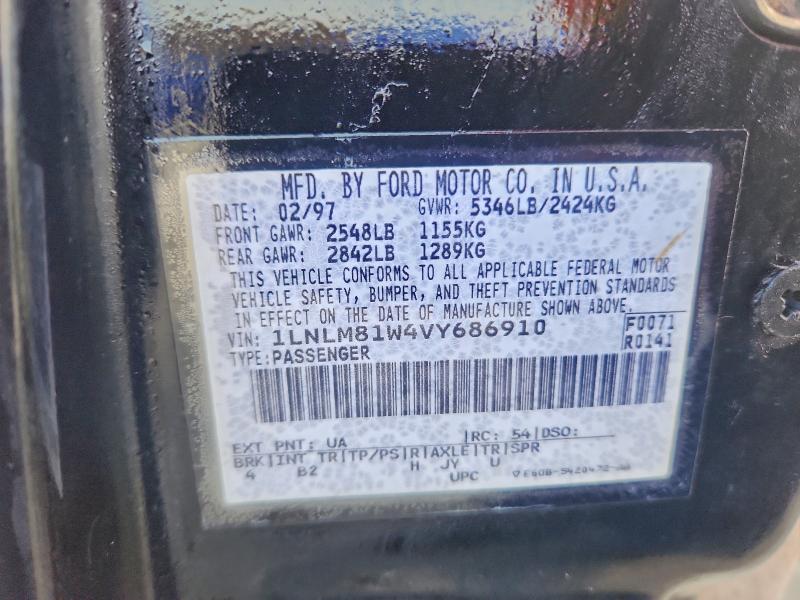 MFD. BY FORD MOTOR CO. IN U.S.A.
DATE: 02/97 GVWR: 5346LB/2424KG
FRONT GAWR: 2548LB 1155KG
REAR GAWR: 2842LB 1289KG
THIS VEHICLE CONFORMS TO ALL APPLICABLE FEDERAL MOTOR
VEHICLE SAFETY, BUMPER, AND THEFT PREVENTION STANDARDS
IN EFFECT ON THE DATE OF MANUFACTURE SHOWN ABOVE.
VIN: 1LNLM81W4VY686910 F0071
TYPE: PASSENGER R0141
EXT PNT: UA RC: 54 DSO:
BRK INT TR TP/PS R AXLE TR SPR
4 B2 H JY U
UPC